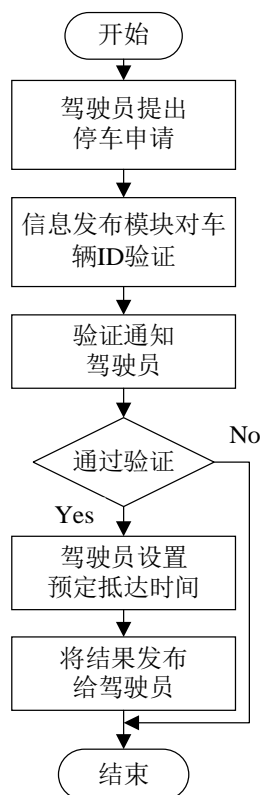 开始
驾驶员提出
停车申请
信息发布模块对车
辆ID验证
验证通知
驾驶员
通过验证
No
Yes
驾驶员设置
预定抵达时间
将结果发布
给驾驶员
结束